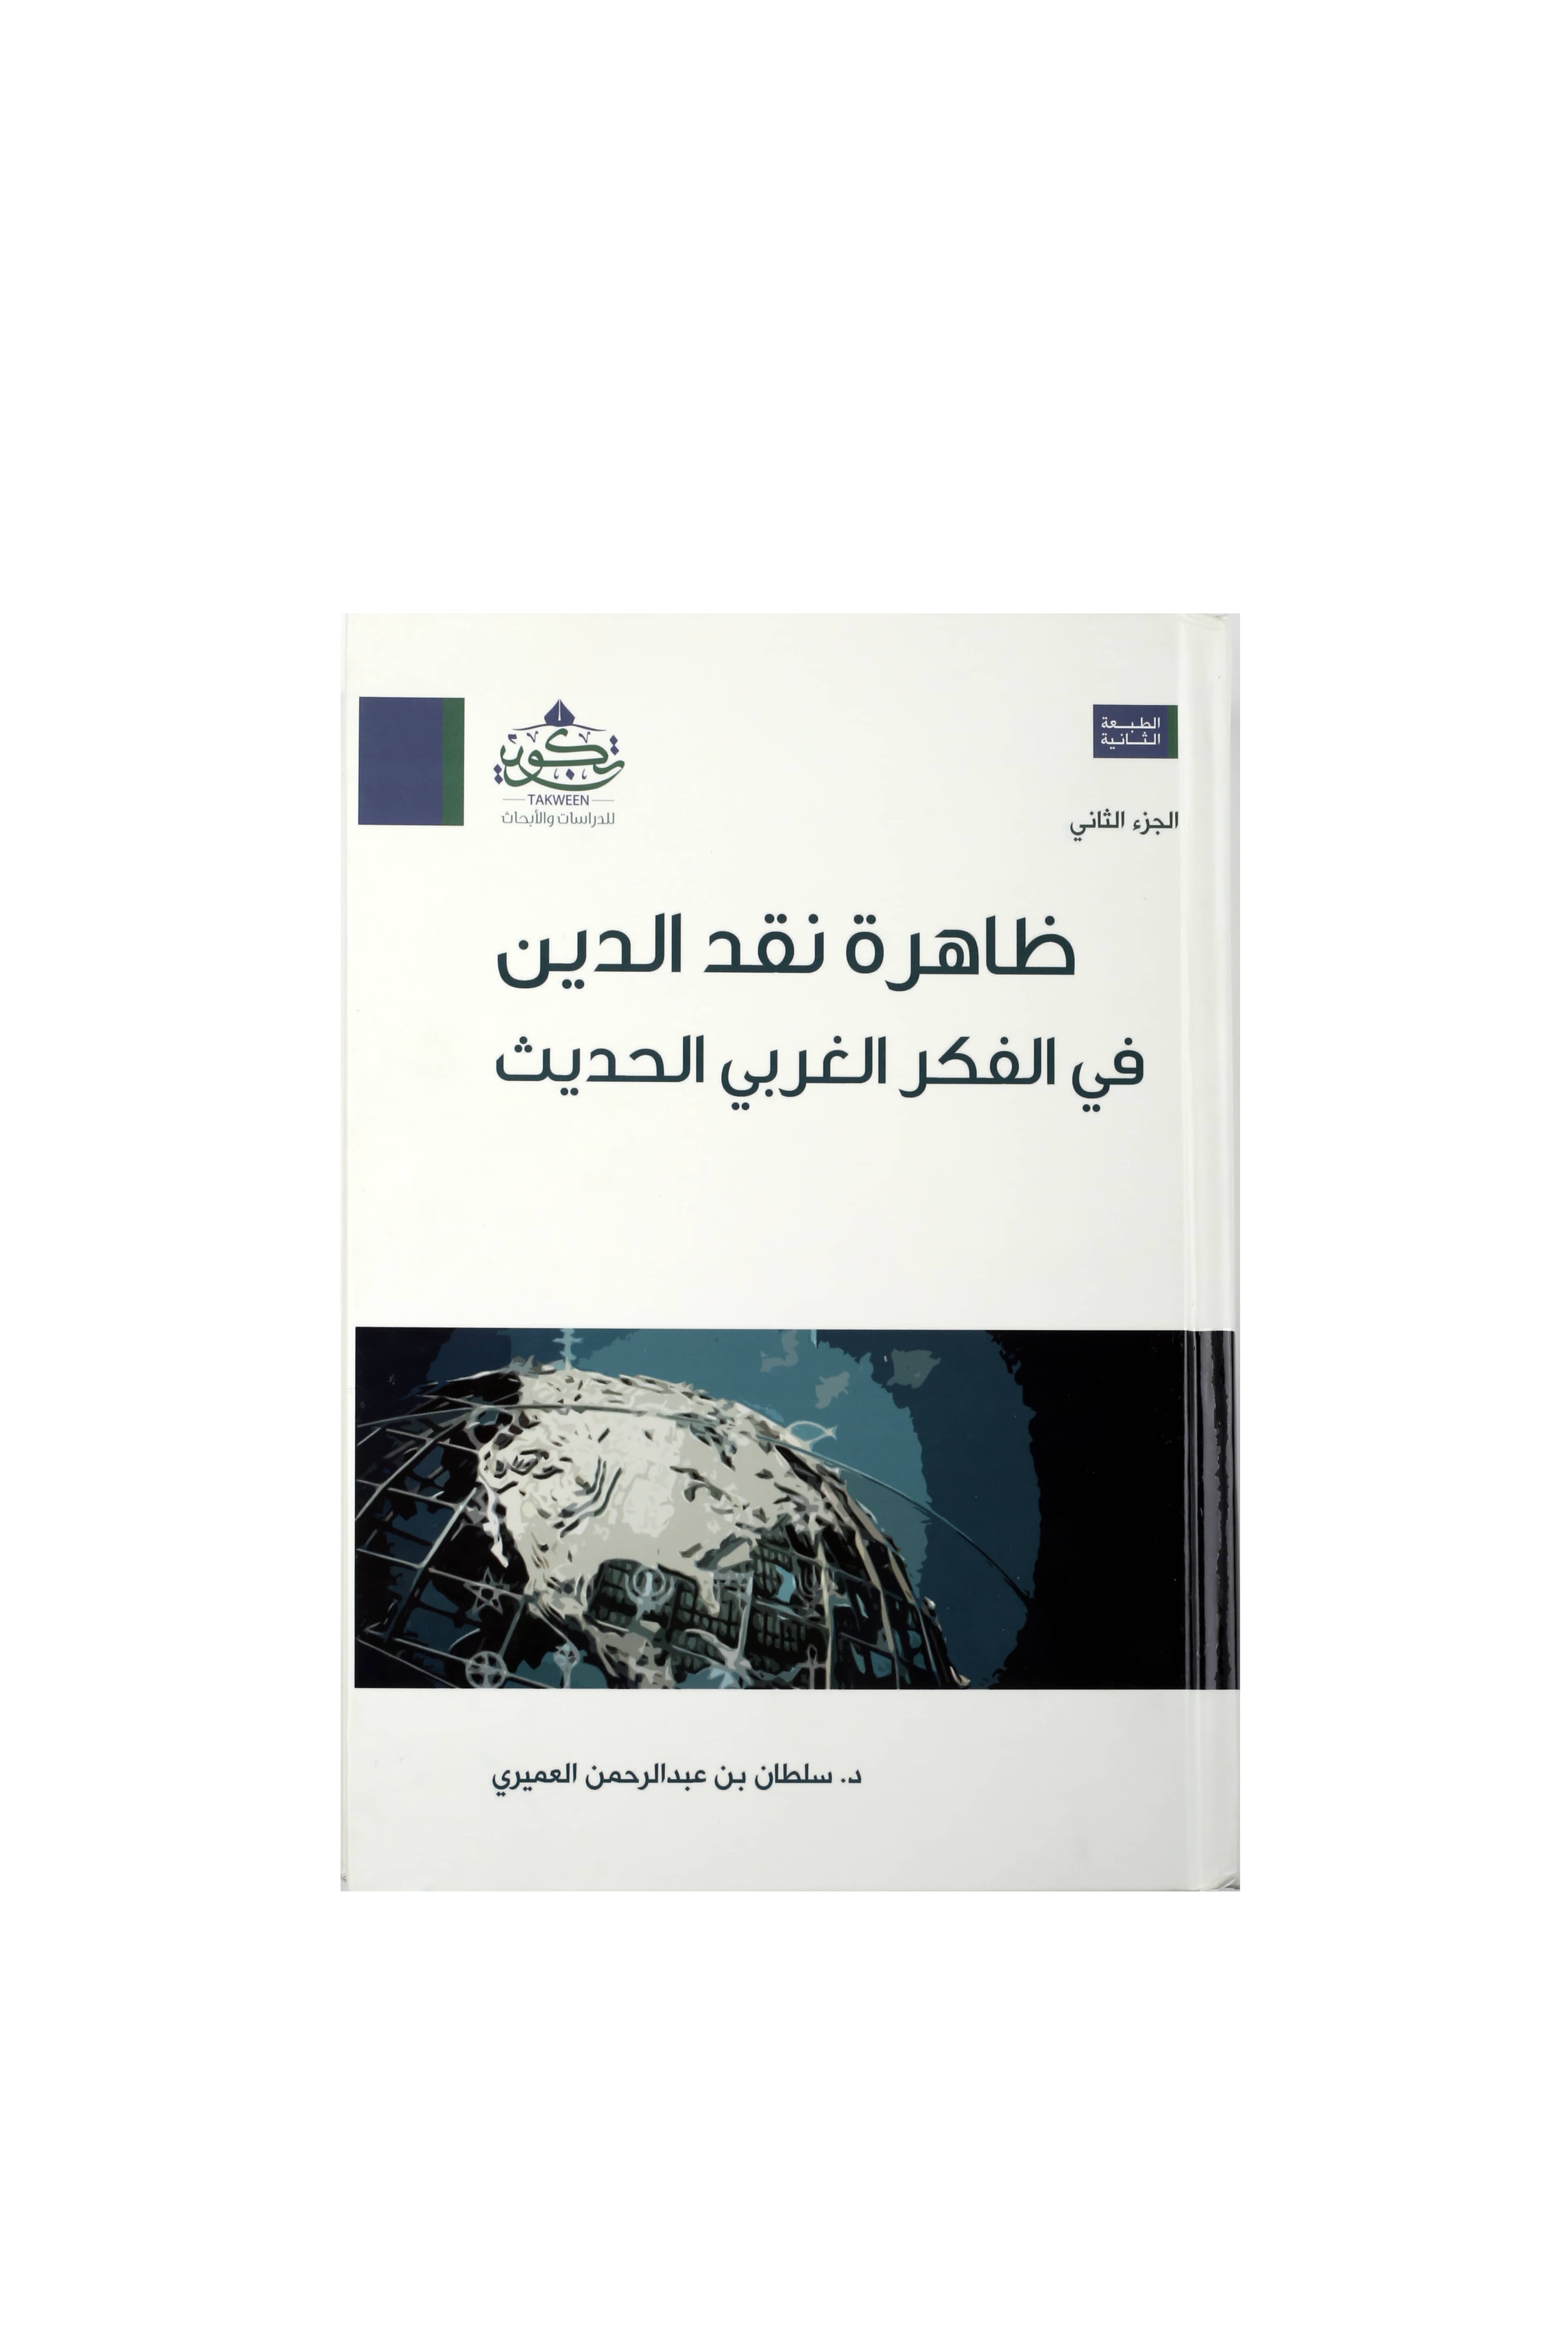 الطبعة
الثانية
تكوين
TAKWEEN
للدراسات والأبحاث
الجزء الثاني
ظاهرة نقد الدين
في الفكر الغربي الحديث
د. سلطان بن عبدالرحمن العميري